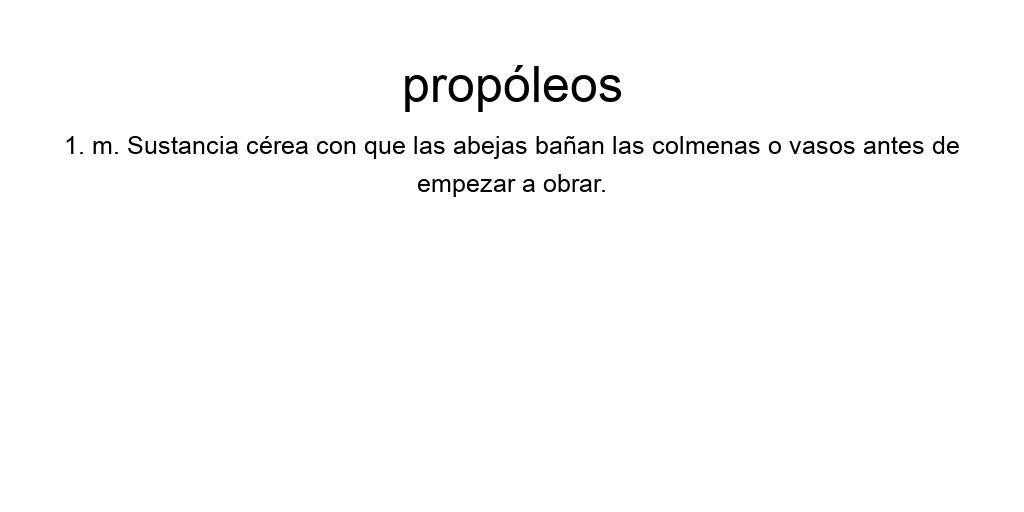 propóleos
1. m. Sustancia cérea con que las abejas bañan las colmenas o vasos antes de
empezar a obrar.